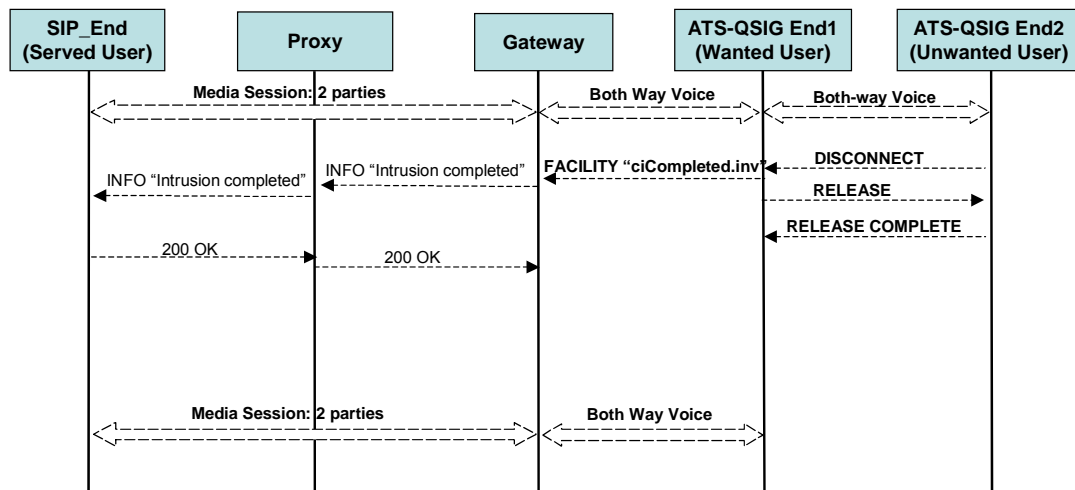 SIP_End
(Served User)
Proxy
Gateway
ATS-QSIG End1
(Wanted User)
ATS-QSIG End2
(Unwanted User)
Media Session: 2 parties
Both Way Voice
Both-way Voice
DISCONNECT
FACILITY “ciCompleted.inv”
INFO “Intrusion completed”
INFO “Intrusion completed”
RELEASE
RELEASE COMPLETE
200 OK
200 OK
Media Session: 2 parties
Both Way Voice